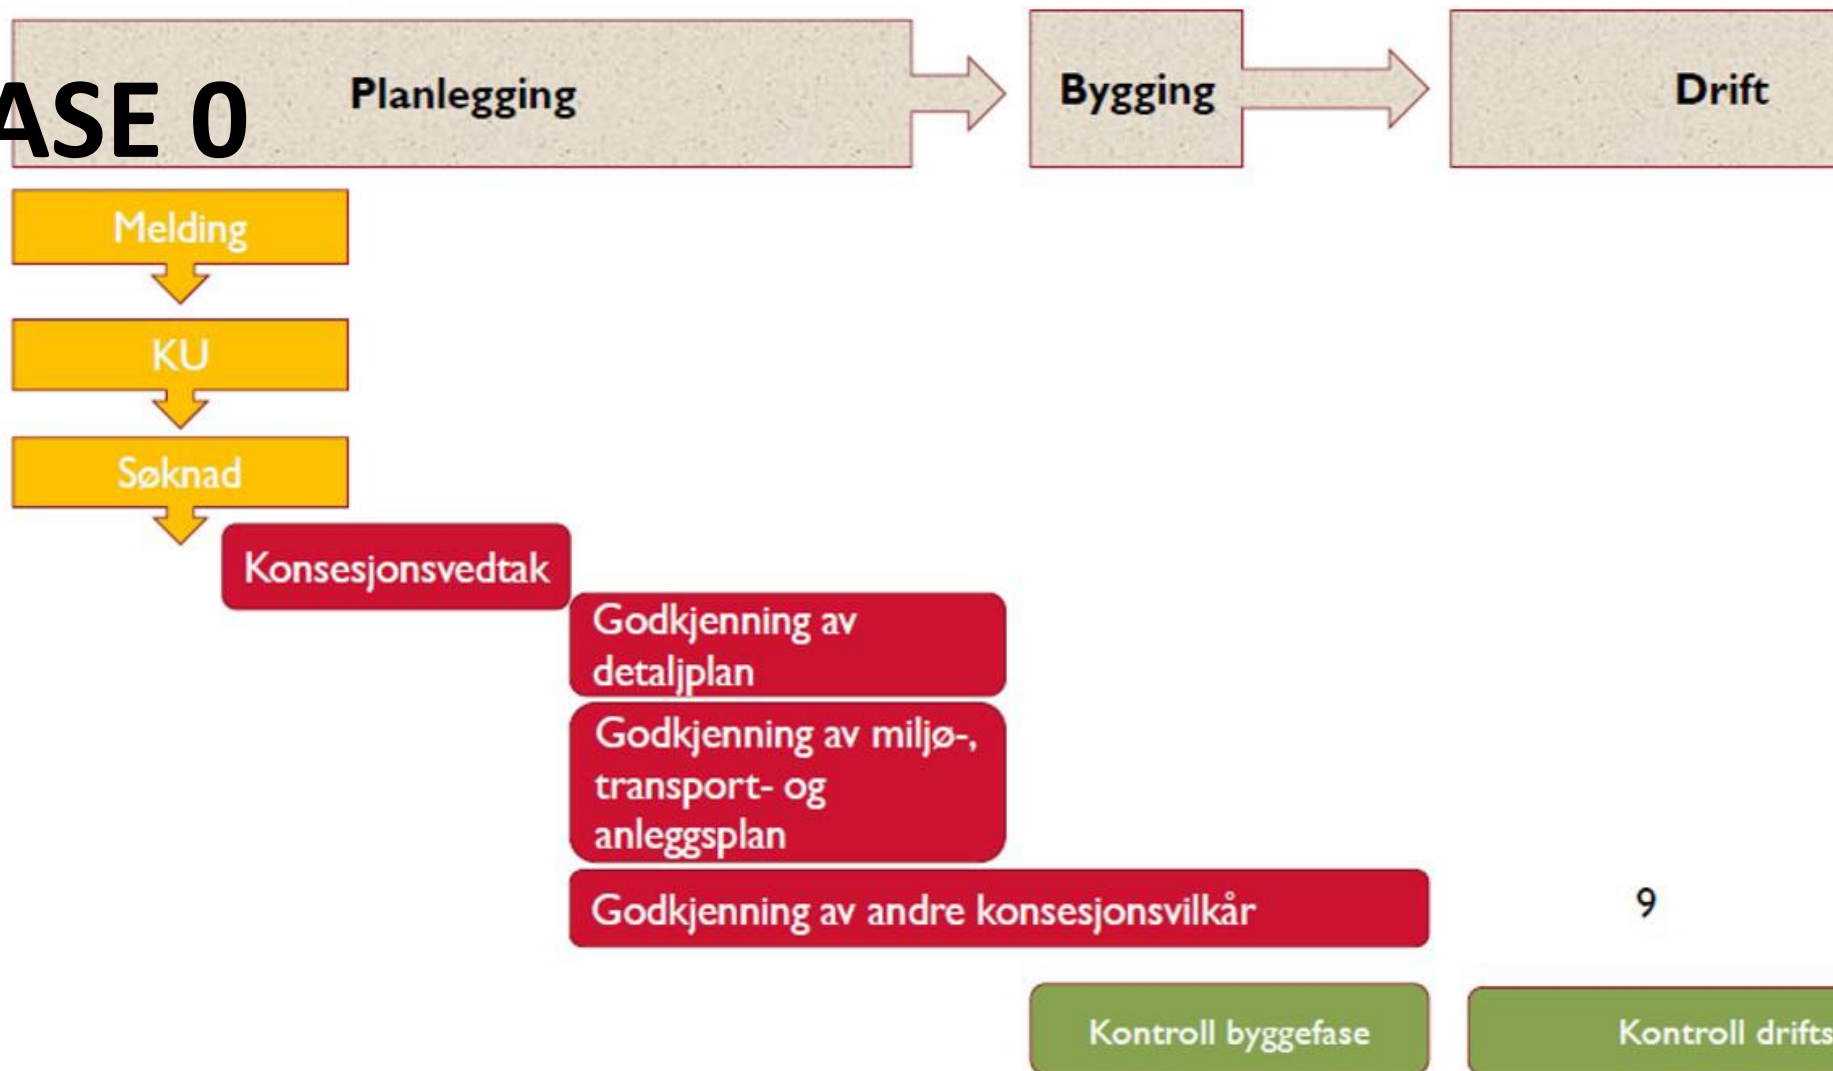 ASE 0
Planlegging
Bygging
Drift
Melding
KU
Søknad
Konsesjonsvedtak
Godkjenning av
detaljplan
Godkjenning av miljø-,
transport- og
anleggsplan
Godkjenning av andre konsesjonsvilkår
9
Kontroll byggefase
Kontroll drifts